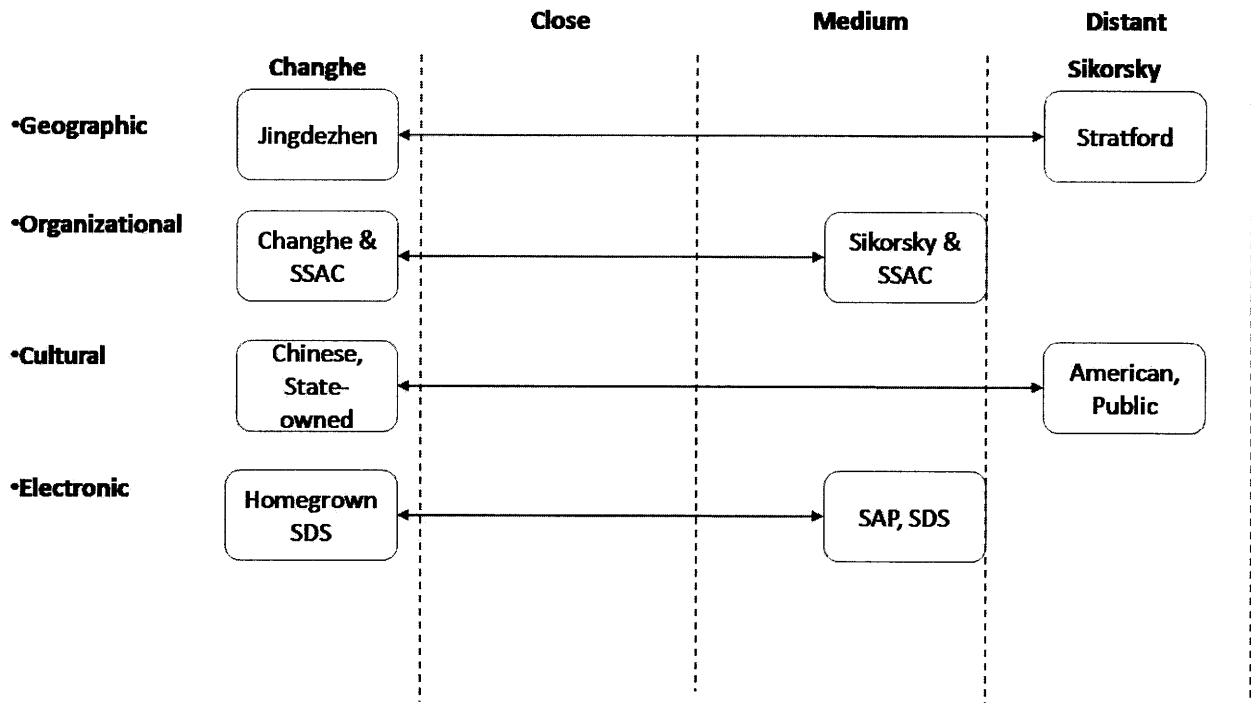 Close Medium Distant
Changhe Sikorsky
•Geographic
Jingdezhen
Stratford
•Organizational
Changhe &
SSAC
Sikorsky &
SSAC
•Cultural
Chinese,
State-
owned
American,
Public
•Electronic
Homegrown
SDS
SAP, SDS